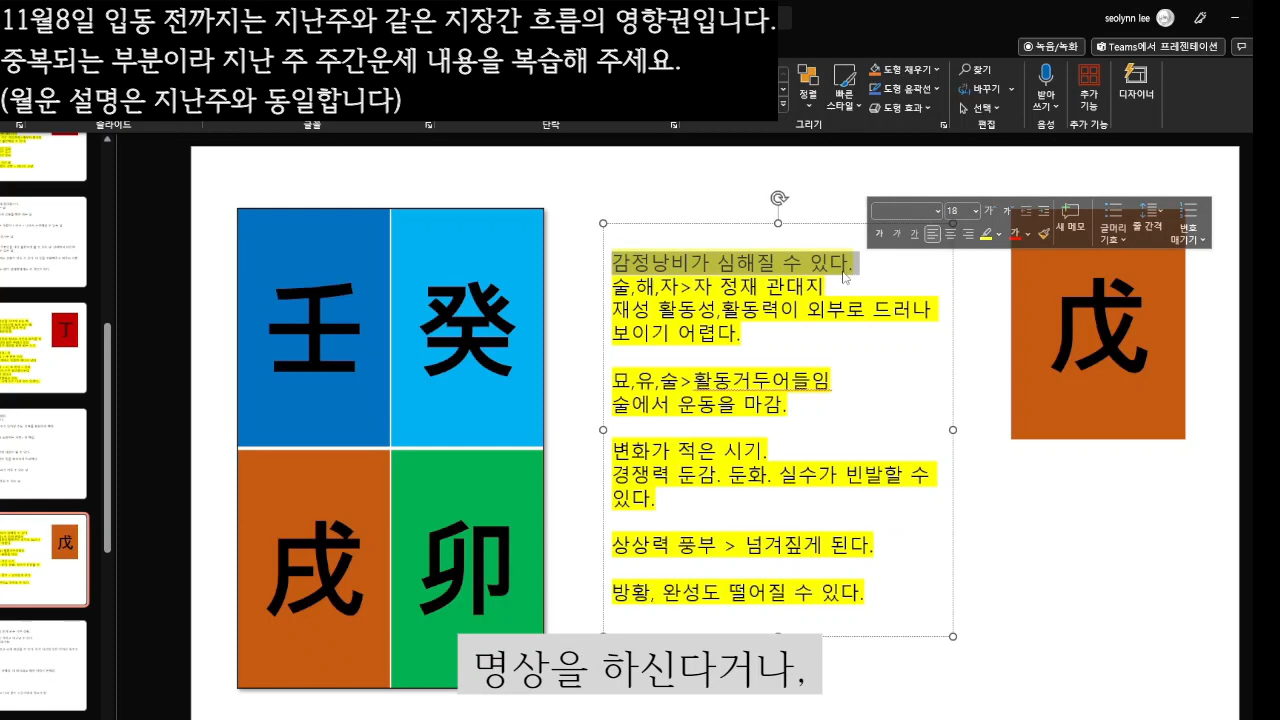 11월8일 입동 전까지는 지난주와 같은 지장간 흐름의 영향권입니다.
중복되는 부분이라 지난 주 주간운세 내용을 복습해 주세요.
(월운 설명은 지난주와 동일합니다)
seolynn lee
녹음/녹화
Teams에서 프레젠테이션
정렬
빠른 스타일
도형 채우기
도형 윤곽선
도형 효과
찾기
바꾸기
선택
받아쓰기
추가 기능
디자이너
슬라이드
글꼴
단락
그리기
편집
음성
추가 기능
18
가
가
새 메모
글머리 기호
줄 간격
번호 매기기
가 가 가
가
壬 癸
戌 卯
감정낭비가 심해질 수 있다.
술,해,자>자 정재 관대지
재성 활동성,활동력이 외부로 드러나
보이기 어렵다.
묘,유,술>활동거두어들임
술에서 운동을 마감.
변화가 적은 시기.
경쟁력 둔감. 둔화. 실수가 빈발할 수
있다.
상상력 풍부 > 넘겨짚게 된다.
방황, 완성도 떨어질 수 있다.
戊
丁
戊
명상을 하신다거나,